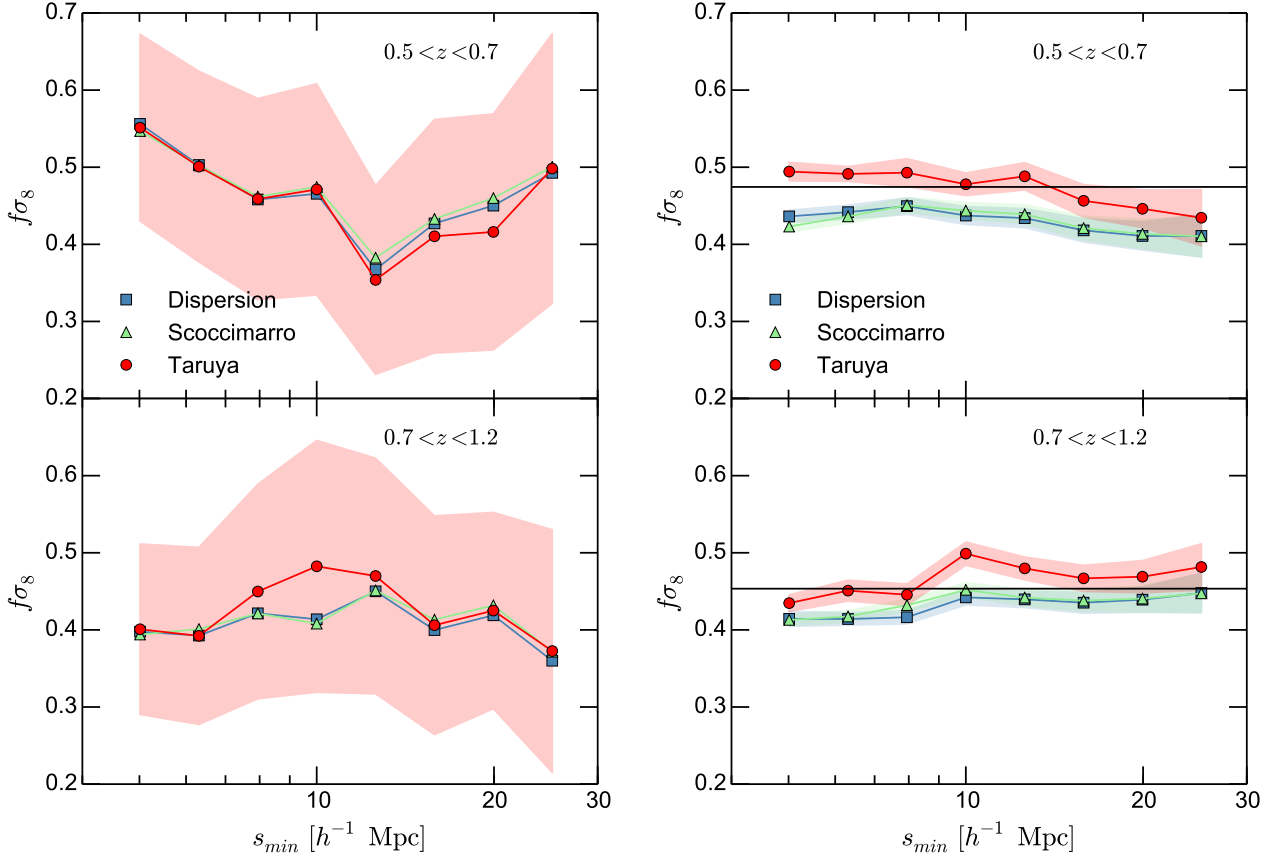 0.7
0.6
0.5
0.4
0.3
0.2
fσ₈
0.5 < z < 0.7
Dispersion
Scoccimarro
Taruya
0.7
0.6
0.5
0.4
0.3
0.2
fσ₈
0.5 < z < 0.7
Dispersion
Scoccimarro
Taruya
0.6
0.5
0.4
0.3
0.2
fσ₈
0.7 < z < 1.2
10 20 30
s_min [h⁻¹ Mpc]
0.6
0.5
0.4
0.3
0.2
fσ₈
0.7 < z < 1.2
10 20 30
s_min [h⁻¹ Mpc]